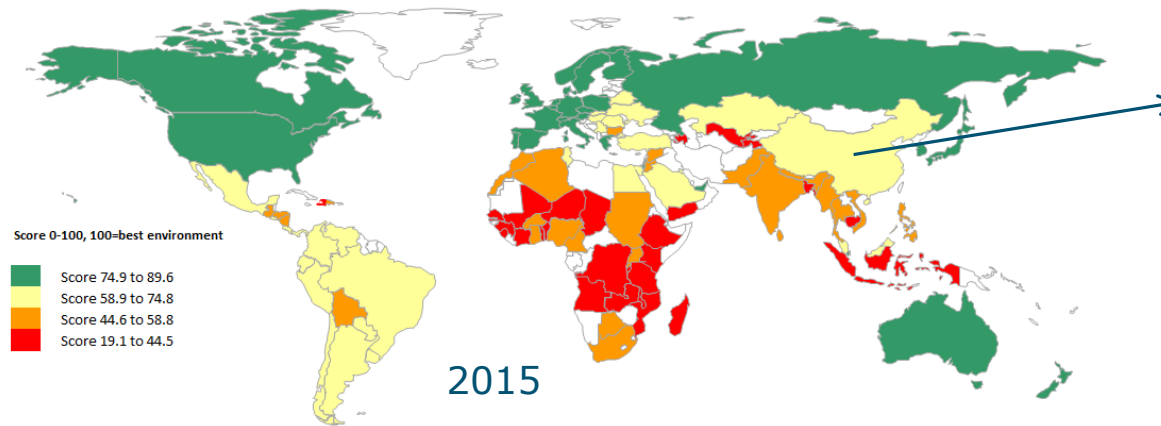 Score 0-100, 100=best environment
Score 74.9 to 89.6
Score 58.9 to 74.8
Score 44.6 to 58.8
Score 19.1 to 44.5
2015